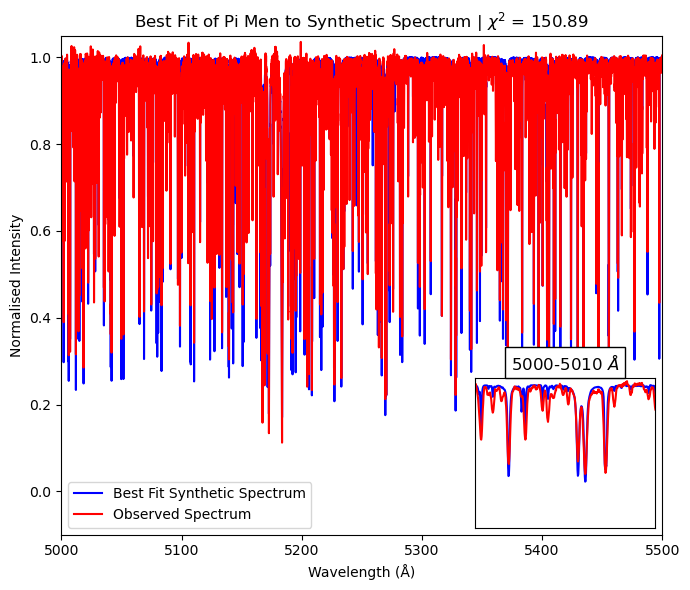 Best Fit of Pi Men to Synthetic Spectrum | χ² = 150.89
Normalised Intensity
1.0
0.8
0.6
0.4
0.2
0.0
5000-5010 Å
Best Fit Synthetic Spectrum
Observed Spectrum
5000 5100 5200 5300 5400 5500
Wavelength (Å)